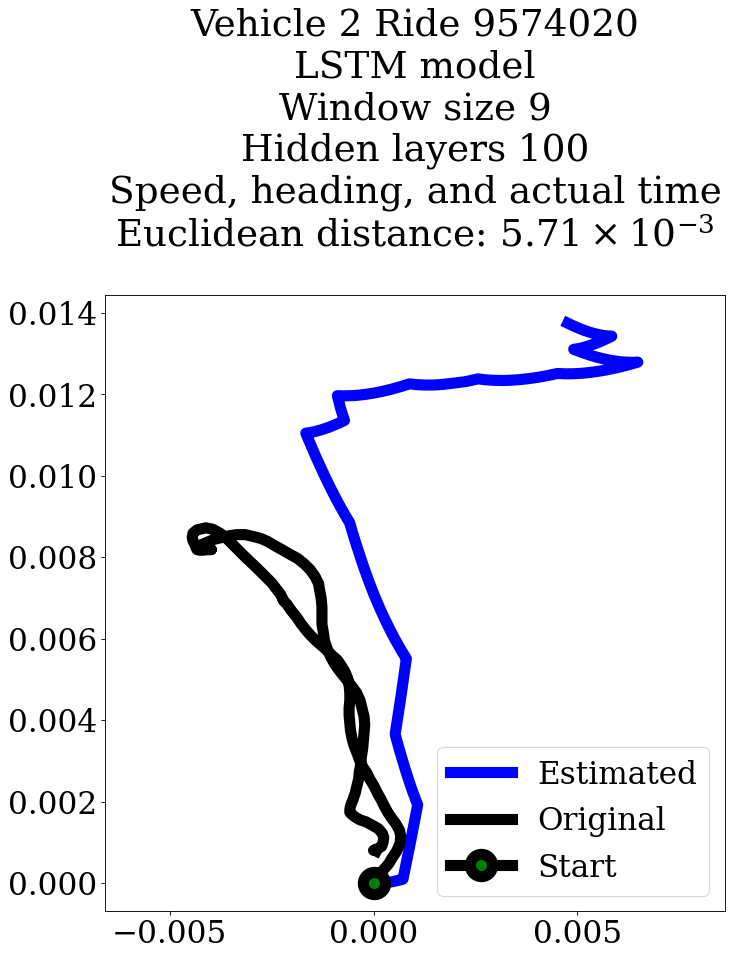 Vehicle 2 Ride 9574020
LSTM model
Window size 9
Hidden layers 100
Speed, heading, and actual time
Euclidean distance: 5.71 × 10⁻³
0.014
0.012
0.010
0.008
0.006
0.004
0.002
0.000
Estimated
Original
Start
−0.005 0.000 0.005